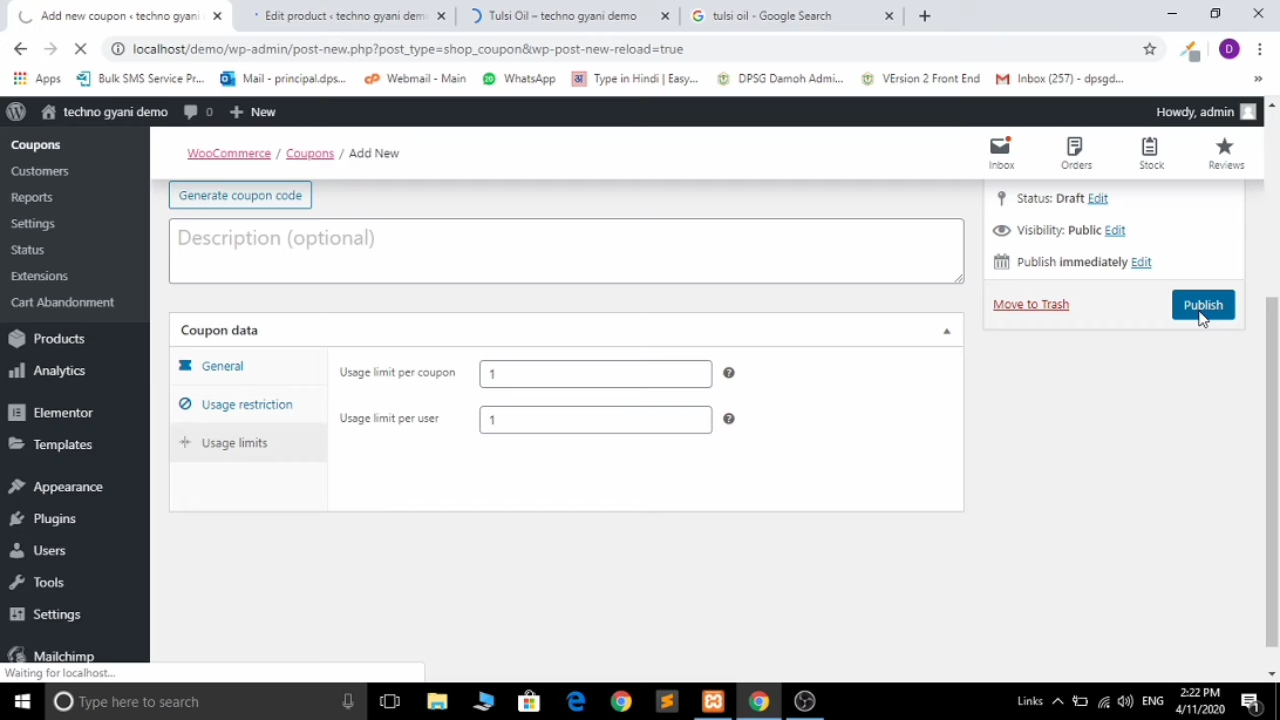 Add new coupon ‹ techno gyani
Edit product ‹ techno gyani demo
Tulsi Oil – techno gyani demo
tulsi oil - Google Search
localhost/demo/wp-admin/post-new.php?post_type=shop_coupon&wp-post-new-reload=true
D
Apps
Bulk SMS Service Pr...
Mail - principal.dps...
Webmail - Main
WhatsApp
Type in Hindi | Easy...
DPSG Damoh Admi...
VErsion 2 Front End
Inbox (257) - dpsgd...
»
techno gyani demo
0
New
Howdy, admin
Coupons
Customers
Reports
Settings
Status
Extensions
Cart Abandonment
Products
Analytics
Elementor
Templates
Appearance
Plugins
Users
Tools
Settings
Mailchimp
WooCommerce / Coupons / Add New
Inbox
Orders
Stock
Reviews
Generate coupon code
Description (optional)
Coupon data
General
Usage restriction
Usage limits
Usage limit per coupon
1
Usage limit per user
1
Status: Draft Edit
Visibility: Public Edit
Publish immediately Edit
Move to Trash
Publish
Waiting for localhost...
Type here to search
Links
ENG
2:22 PM
4/11/2020
1